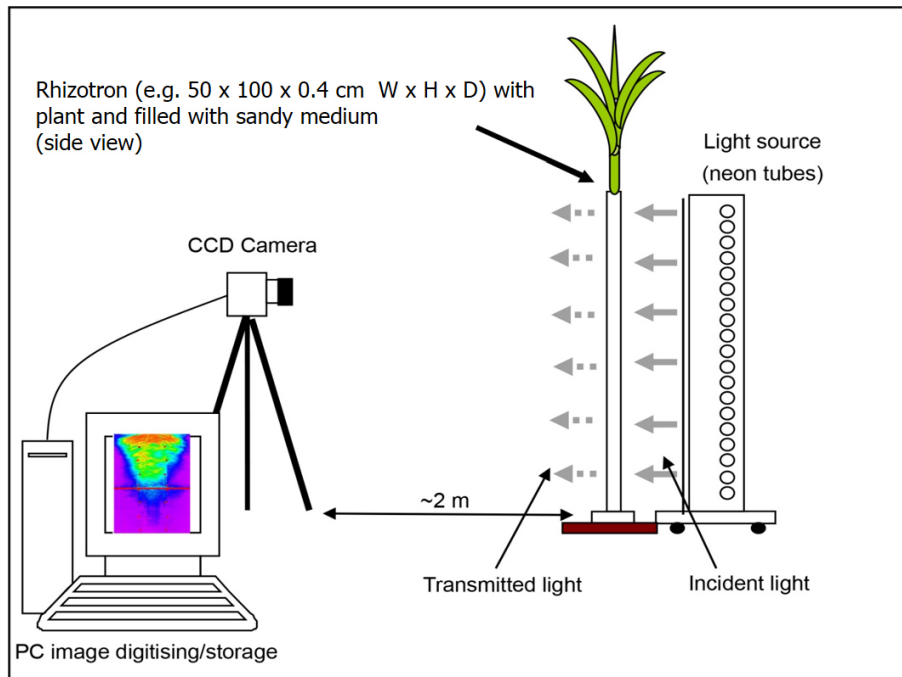 Rhizotron (e.g. 50 x 100 x 0.4 cm  W x H x D) with
plant and filled with sandy medium
(side view)
Light source
(neon tubes)
CCD Camera
~2 m
Transmitted light
Incident light
PC image digitising/storage